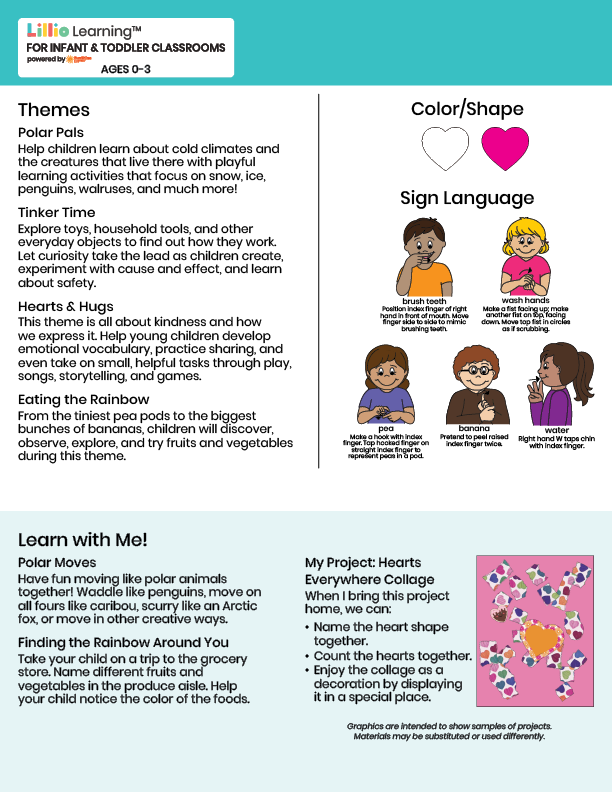 Lillio Learning™
FOR INFANT & TODDLER CLASSROOMS
powered by
AGES 0-3
Themes
Polar Pals
Help children learn about cold climates and
the creatures that live there with playful
learning activities that focus on snow, ice,
penguins, walruses, and much more!
Tinker Time
Explore toys, household tools, and other
everyday objects to find out how they work.
Let curiosity take the lead as children create,
experiment with cause and effect, and learn
about safety.
Hearts & Hugs
This theme is all about kindness and how
we express it. Help young children develop
emotional vocabulary, practice sharing, and
even take on small, helpful tasks through play,
songs, storytelling, and games.
Eating the Rainbow
From the tiniest pea pods to the biggest
bunches of bananas, children will discover,
observe, explore, and try fruits and vegetables
during this theme.
Color/Shape
Sign Language
brush teeth
Position index finger of right
hand in front of mouth. Move
finger side to side to mimic
brushing teeth.
wash hands
Make a fist facing up; make
another fist on top, facing
down. Move top fist in circles
as if scrubbing.
pea
Make a hook with index
finger. Tap hooked finger on
straight index finger to
represent peas in a pod.
banana
Pretend to peel raised
index finger twice.
water
Right hand W taps chin
with index finger.
Learn with Me!
Polar Moves
Have fun moving like polar animals
together! Waddle like penguins, move on
all fours like caribou, scurry like an Arctic
fox, or move in other creative ways.
Finding the Rainbow Around You
Take your child on a trip to the grocery
store. Name different fruits and
vegetables in the produce aisle. Help
your child notice the color of the foods.
My Project: Hearts
Everywhere Collage
When I bring this project
home, we can:
• Name the heart shape
together.
• Count the hearts together.
• Enjoy the collage as a
decoration by displaying
it in a special place.
Graphics are intended to show samples of projects.
Materials may be substituted or used differently.